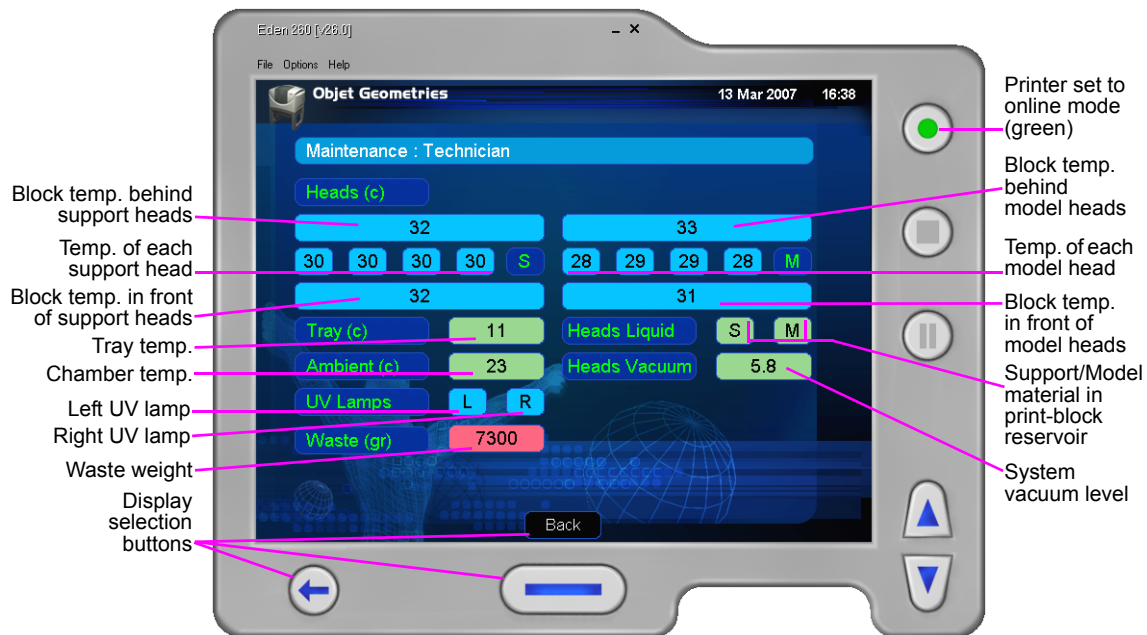 Eden 260 [v26.0]
File Options Help
Objet Geometries 13 Mar 2007 16:38
Maintenance : Technician
Heads (c)
32 33
30 30 30 30 S 28 29 29 28 M
32 31
Tray (c) 11 Heads Liquid S M
Ambient (c) 23 Heads Vacuum 5.8
UV Lamps L R
Waste (gr) 7300
Back
Block temp. behind
support heads
Temp. of each
support head
Block temp. in front
of support heads
Tray temp.
Chamber temp.
Left UV lamp
Right UV lamp
Waste weight
Display
selection
buttons
Printer set to
online mode
(green)
Block temp.
behind
model heads
Temp. of each
model head
Block temp.
in front of
model heads
Support/Model
material in
print-block
reservoir
System
vacuum level